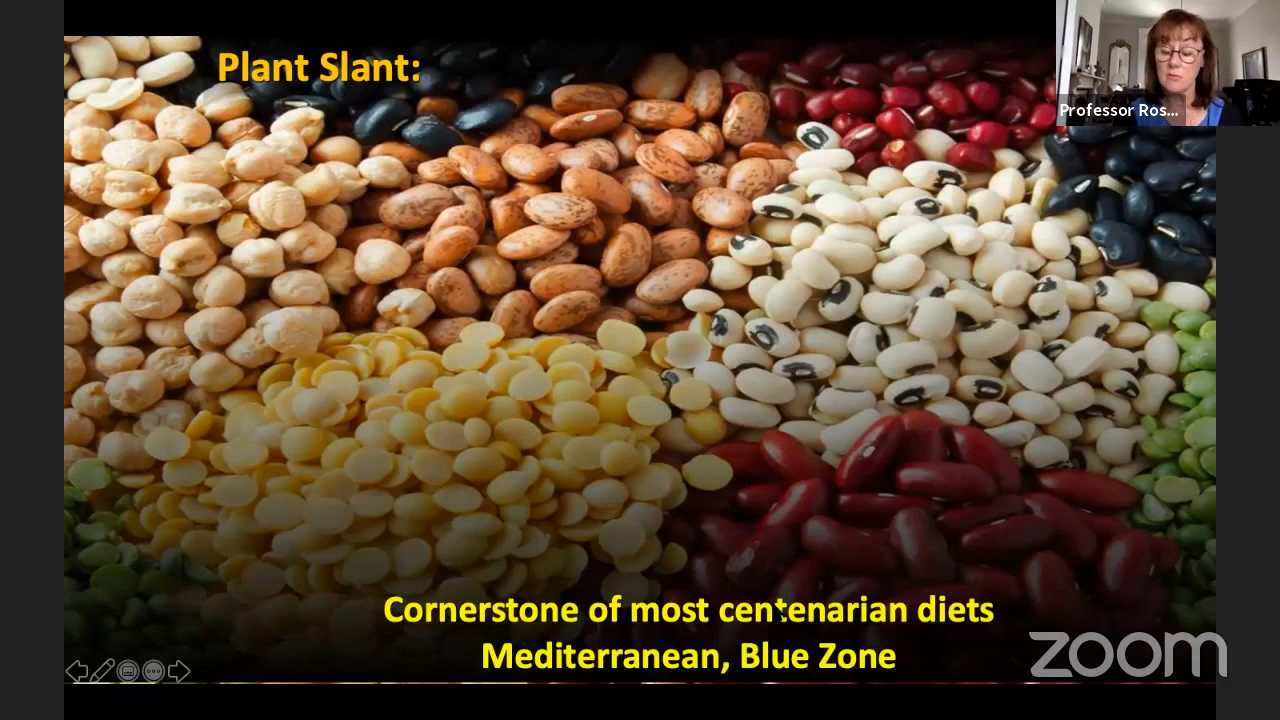 Plant Slant:
Professor Ros...
Cornerstone of most centenarian diets
Mediterranean, Blue Zone
zoom